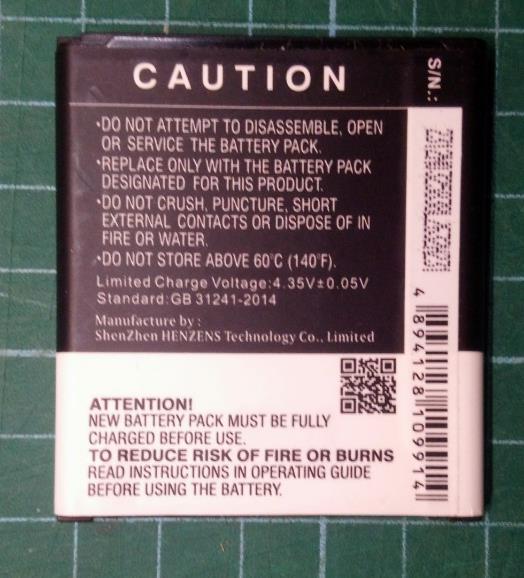 CAUTION
S/N.:
•DO NOT ATTEMPT TO DISASSEMBLE, OPEN
OR SERVICE THE BATTERY PACK.
•REPLACE ONLY WITH THE BATTERY PACK
DESIGNATED FOR THIS PRODUCT.
•DO NOT CRUSH, PUNCTURE, SHORT
EXTERNAL CONTACTS OR DISPOSE OF IN
FIRE OR WATER.
•DO NOT STORE ABOVE 60°C (140°F).
Limited Charge Voltage:4.35V±0.05V
Standard:GB 31241-2014
Manufacture by :
ShenZhen HENZENS Technology Co., Limited
4 894128 109914
ATTENTION!
NEW BATTERY PACK MUST BE FULLY
CHARGED BEFORE USE.
TO REDUCE RISK OF FIRE OR BURNS
READ INSTRUCTIONS IN OPERATING GUIDE
BEFORE USING THE BATTERY.